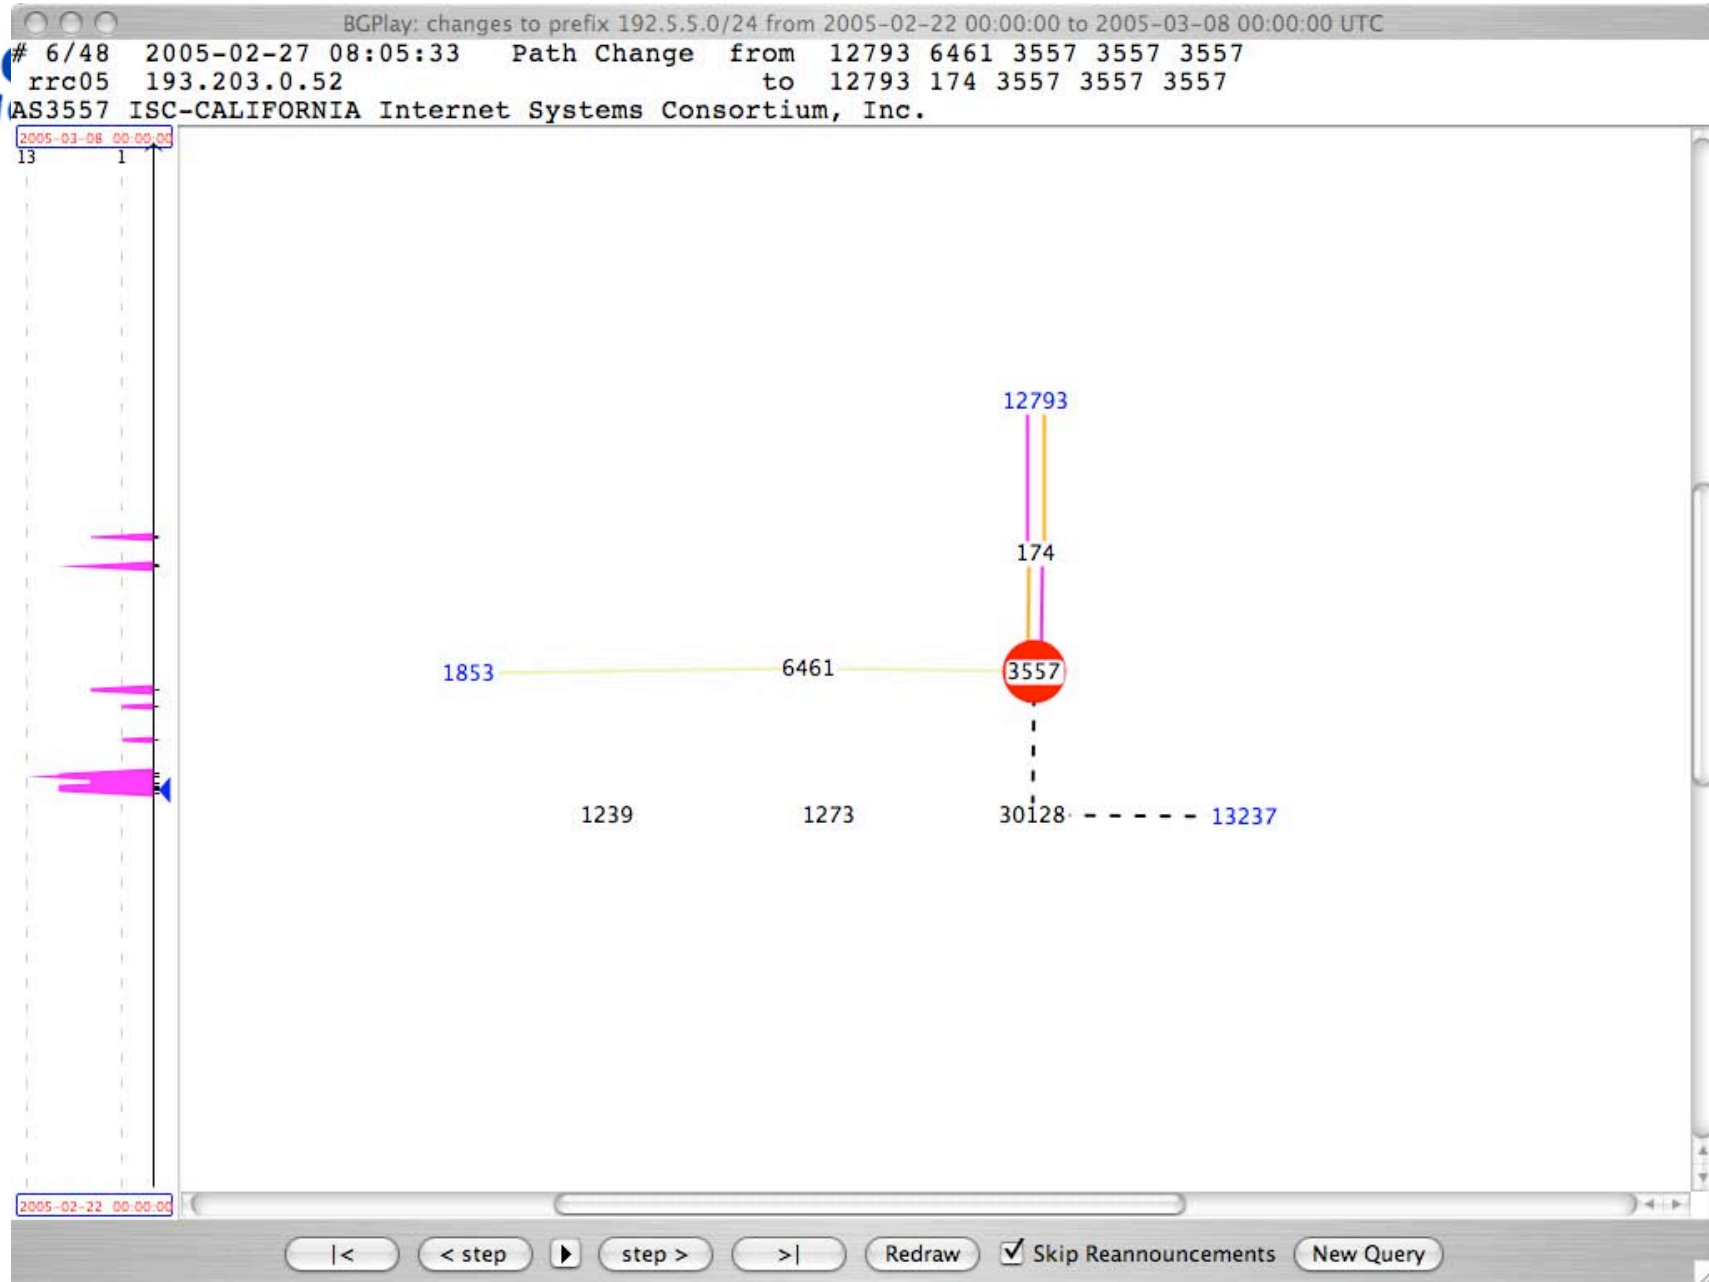 BGPlay: changes to prefix 192.5.5.0/24 from 2005-02-22 00:00:00 to 2005-03-08 00:00:00 UTC
# 6/48 2005-02-27 08:05:33 Path Change from 12793 6461 3557 3557 3557
rrc05 193.203.0.52 to 12793 174 3557 3557 3557
AS3557 ISC-CALIFORNIA Internet Systems Consortium, Inc.
2005-03-08 00:00:00
13 1
12793
174
1853 6461 3557
1239 1273 30128 13237
2005-02-22 00:00:00
|< < step step > >| Redraw Skip Reannouncements New Query